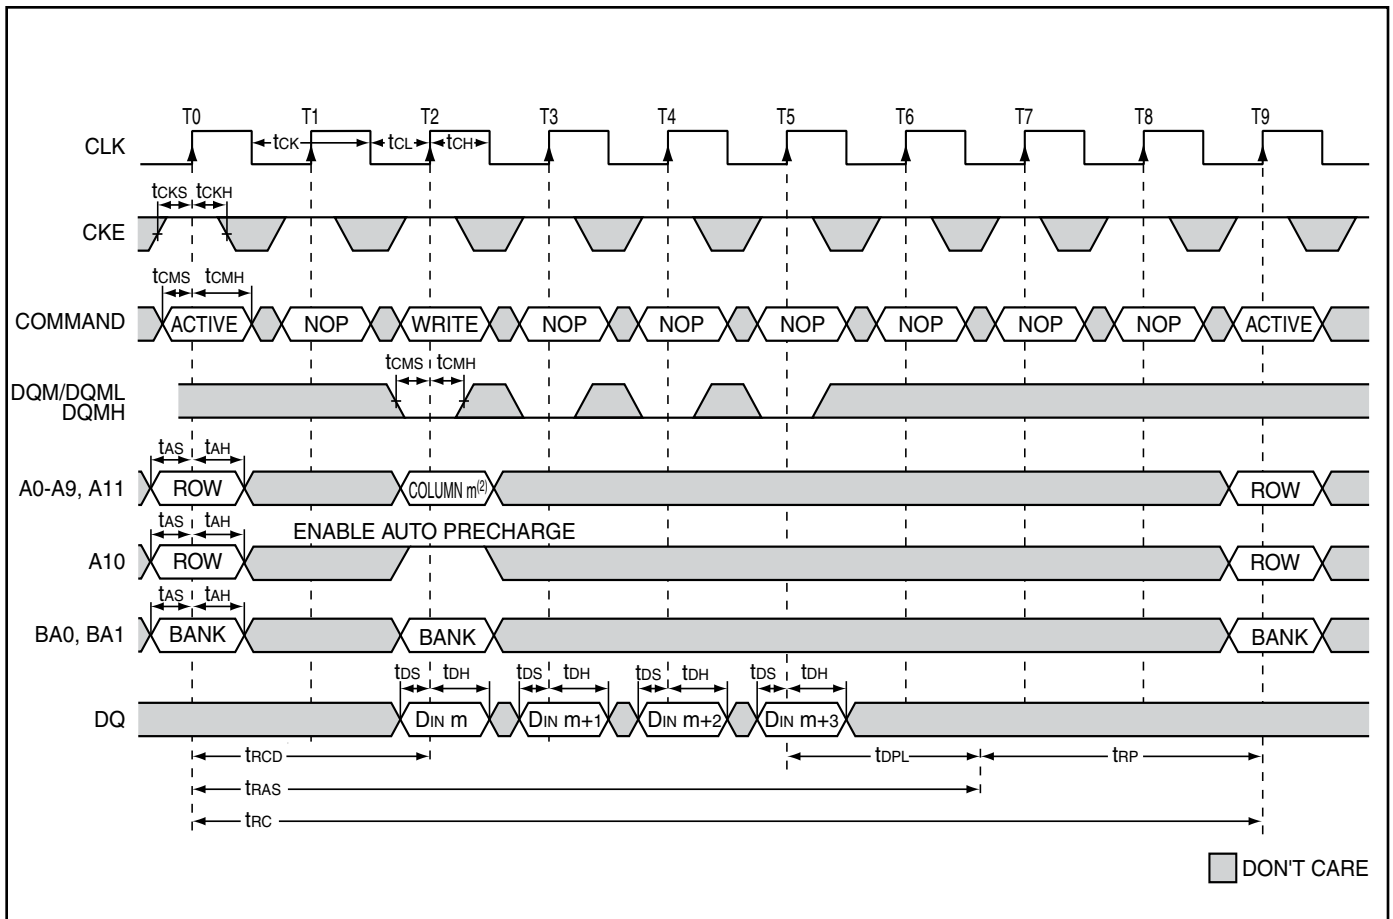 T0 T1 T2 T3 T4 T5 T6 T7 T8 T9
CLK tCK tCL tCH
tCKS tCKH
CKE
tCMS tCMH
COMMAND ACTIVE NOP WRITE NOP NOP NOP NOP NOP NOP ACTIVE
tCMS tCMH
DQM/DQML
DQMH
tAS tAH
A0-A9, A11 ROW COLUMN m(2) ROW
tAS tAH ENABLE AUTO PRECHARGE
A10 ROW ROW
tAS tAH
BA0, BA1 BANK BANK BANK
tDS tDH tDS tDH tDS tDH tDS tDH
DQ DIN m DIN m+1 DIN m+2 DIN m+3
tRCD tDPL tRP
tRAS
tRC
DON'T CARE